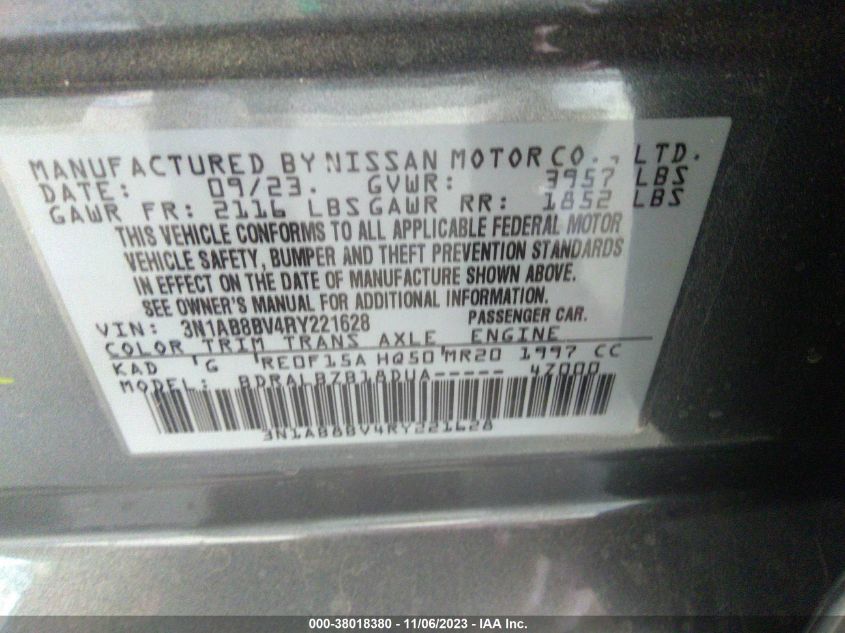 MANUFACTURED BY NISSAN MOTOR CO., LTD.
DATE: 09/23. GVWR: 3957 LBS
GAWR FR: 2116 LBS GAWR RR: 1852 LBS
THIS VEHICLE CONFORMS TO ALL APPLICABLE FEDERAL MOTOR
VEHICLE SAFETY, BUMPER AND THEFT PREVENTION STANDARDS
IN EFFECT ON THE DATE OF MANUFACTURE SHOWN ABOVE.
SEE OWNER'S MANUAL FOR ADDITIONAL INFORMATION.
VIN: 3N1AB8BV4RY221628 PASSENGER CAR.
COLOR TRIM TRANS AXLE ENGINE
KAD G RE0F15A HQ50 MR20 1997 CC
MODEL: BDRALBZB18DUA----- 4Z000
3N1AB8BV4RY221628
000-38018380 - 11/06/2023 - IAA Inc.